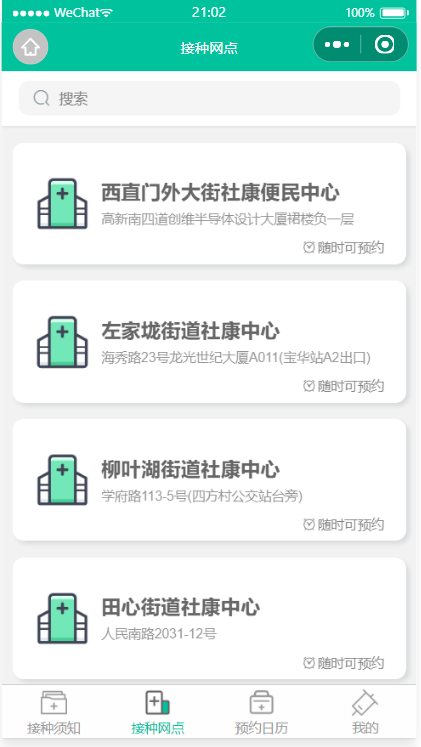 WeChat 21:02 100%
接种网点
搜索
西直门外大街社康便民中心
高新南四道创维半导体设计大厦裙楼负一层
随时可预约
左家垅街道社康中心
海秀路23号龙光世纪大厦A011(宝华站A2出口)
随时可预约
柳叶湖街道社康中心
学府路113-5号(四方村公交站台旁)
随时可预约
田心街道社康中心
人民南路2031-12号
随时可预约
接种须知 接种网点 预约日历 我的